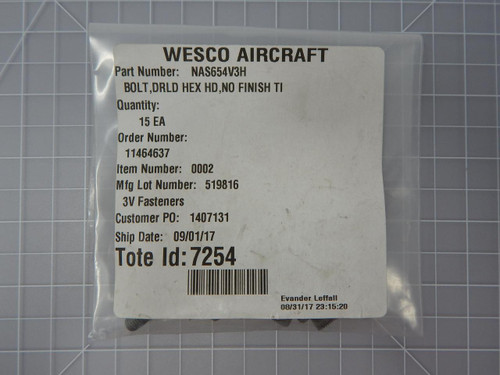 WESCO AIRCRAFT
Part Number: NAS654V3H
BOLT,DRLD HEX HD,NO FINISH TI
Quantity:
15 EA
Order Number:
11464637
Item Number: 0002
Mfg Lot Number: 519816
3V Fasteners
Customer PO: 1407131
Ship Date: 09/01/17
Tote Id: 7254
Evander Leffall
08/31/17 23:15:20